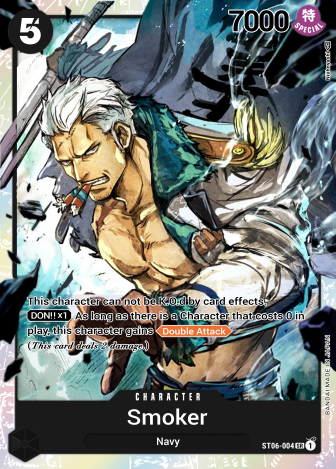 5
7000
特
SPECIAL
This character can not be K.O-d by card effects;
DON!!×1 As long as there is a Character that costs 0 in
play, this character gains Double Attack
(This card deals 2 damage.)
CHARACTER
Smoker
Navy
ST06-004 SR 1
BANDAI MADE IN JAPAN